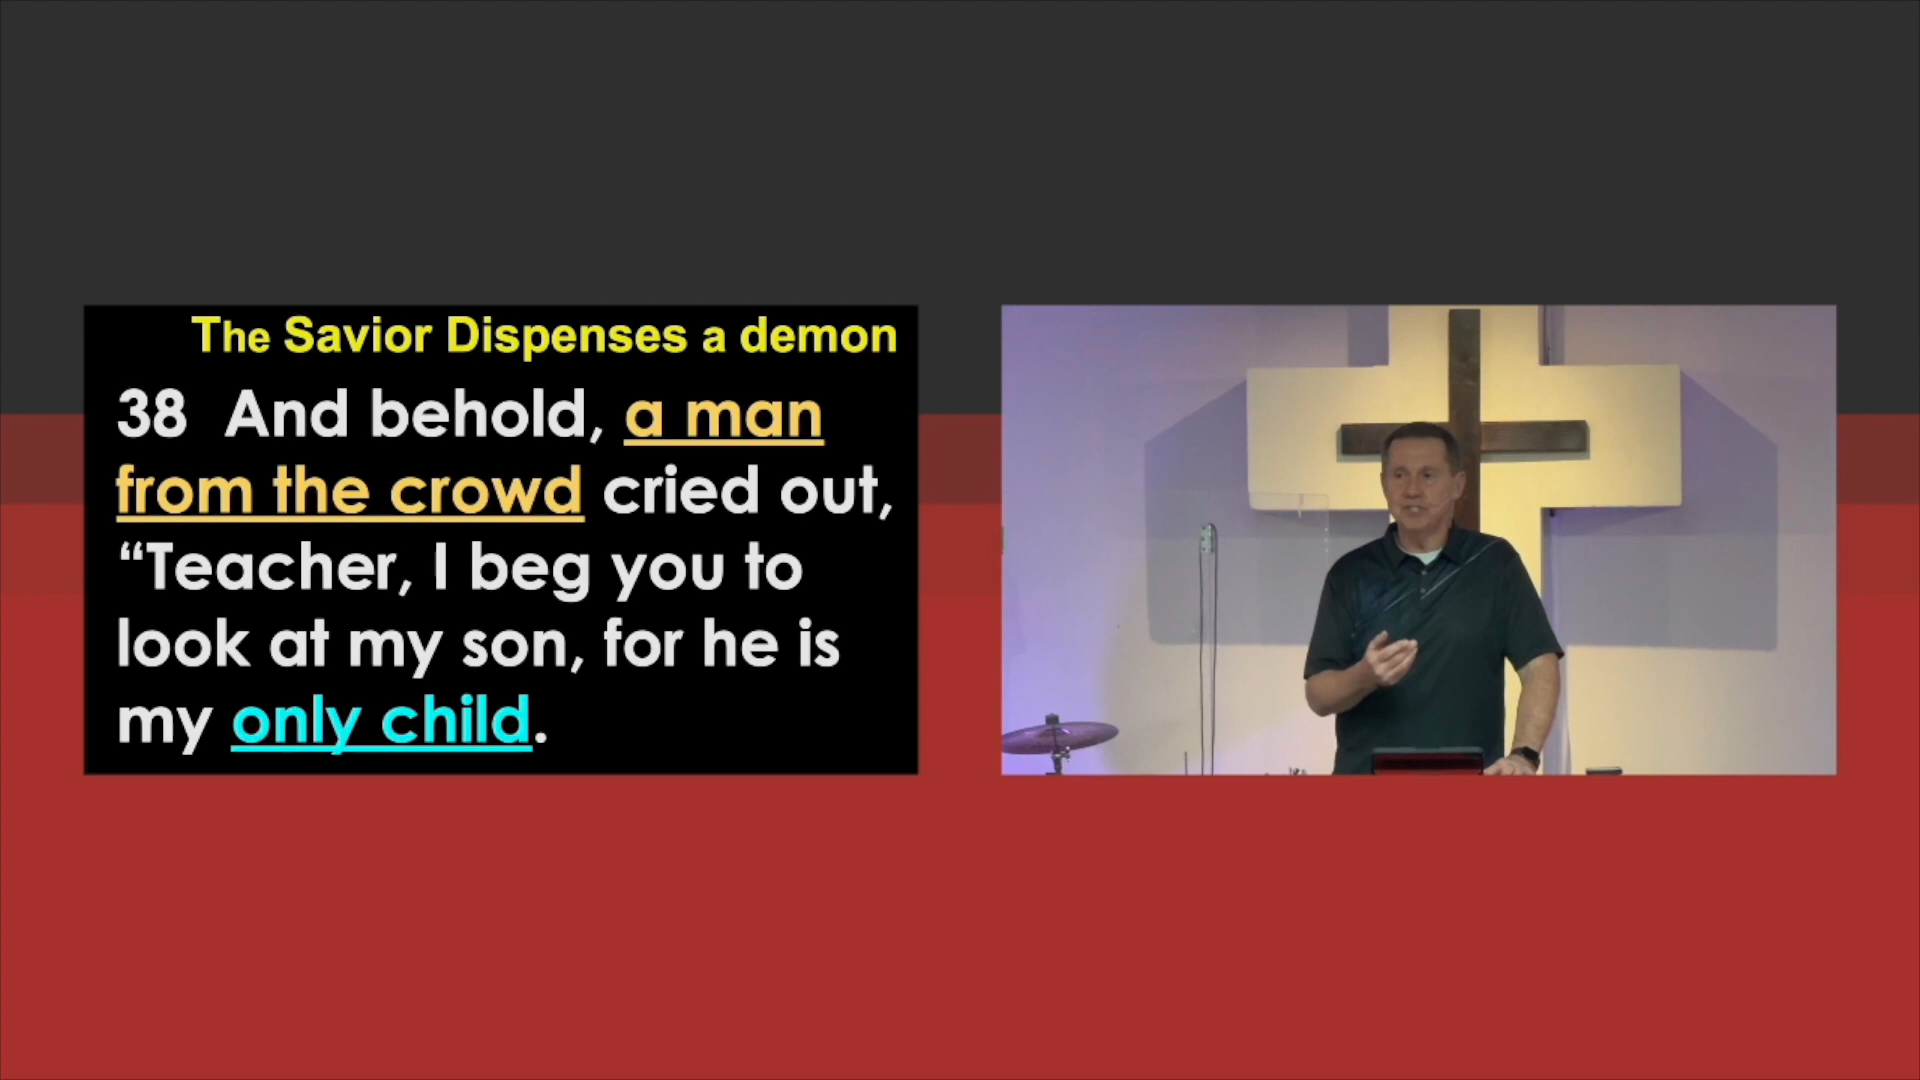 The Savior Dispenses a demon
38 And behold, a man
from the crowd cried out,
“Teacher, I beg you to
look at my son, for he is
my only child.